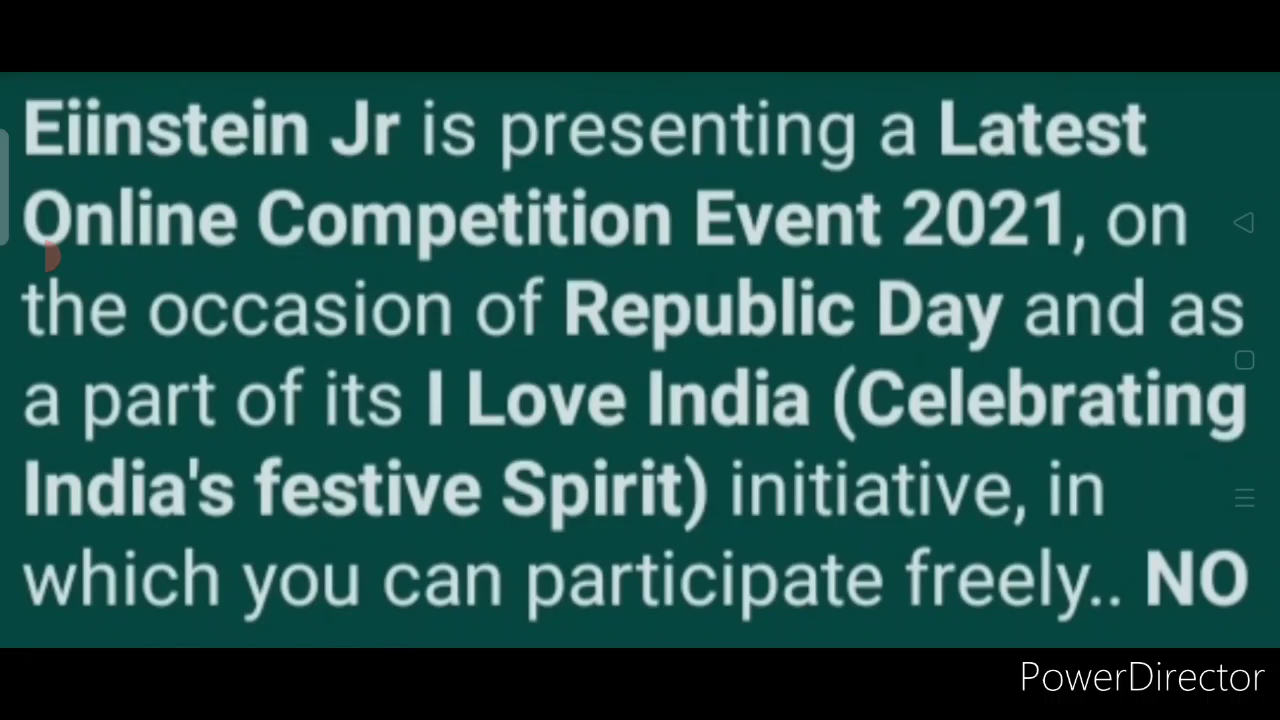 Eiinstein Jr is presenting a Latest
Online Competition Event 2021, on
the occasion of Republic Day and as
a part of its I Love India (Celebrating
India's festive Spirit) initiative, in
which you can participate freely.. NO
PowerDirector